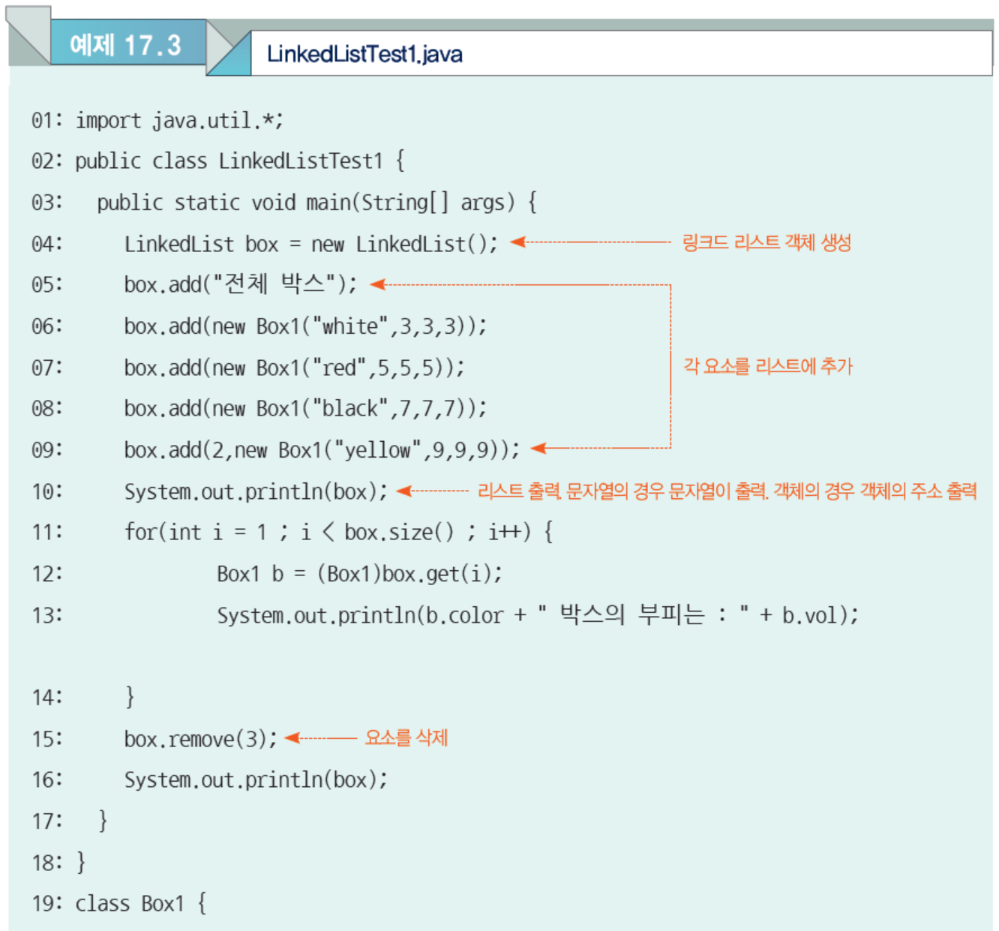 예제 17.3
LinkedListTest1.java
01: import java.util.*;
02: public class LinkedListTest1 {
03: public static void main(String[] args) {
04: LinkedList box = new LinkedList(); 링크드 리스트 객체 생성
05: box.add("전체 박스");
06: box.add(new Box1("white",3,3,3));
07: box.add(new Box1("red",5,5,5)); 각 요소를 리스트에 추가
08: box.add(new Box1("black",7,7,7));
09: box.add(2,new Box1("yellow",9,9,9));
10: System.out.println(box); 리스트 출력. 문자열의 경우 문자열이 출력. 객체의 경우 객체의 주소 출력
11: for(int i = 1 ; i < box.size() ; i++) {
12: Box1 b = (Box1)box.get(i);
13: System.out.println(b.color + " 박스의 부피는 : " + b.vol);
14: }
15: box.remove(3); 요소를 삭제
16: System.out.println(box);
17: }
18: }
19: class Box1 {